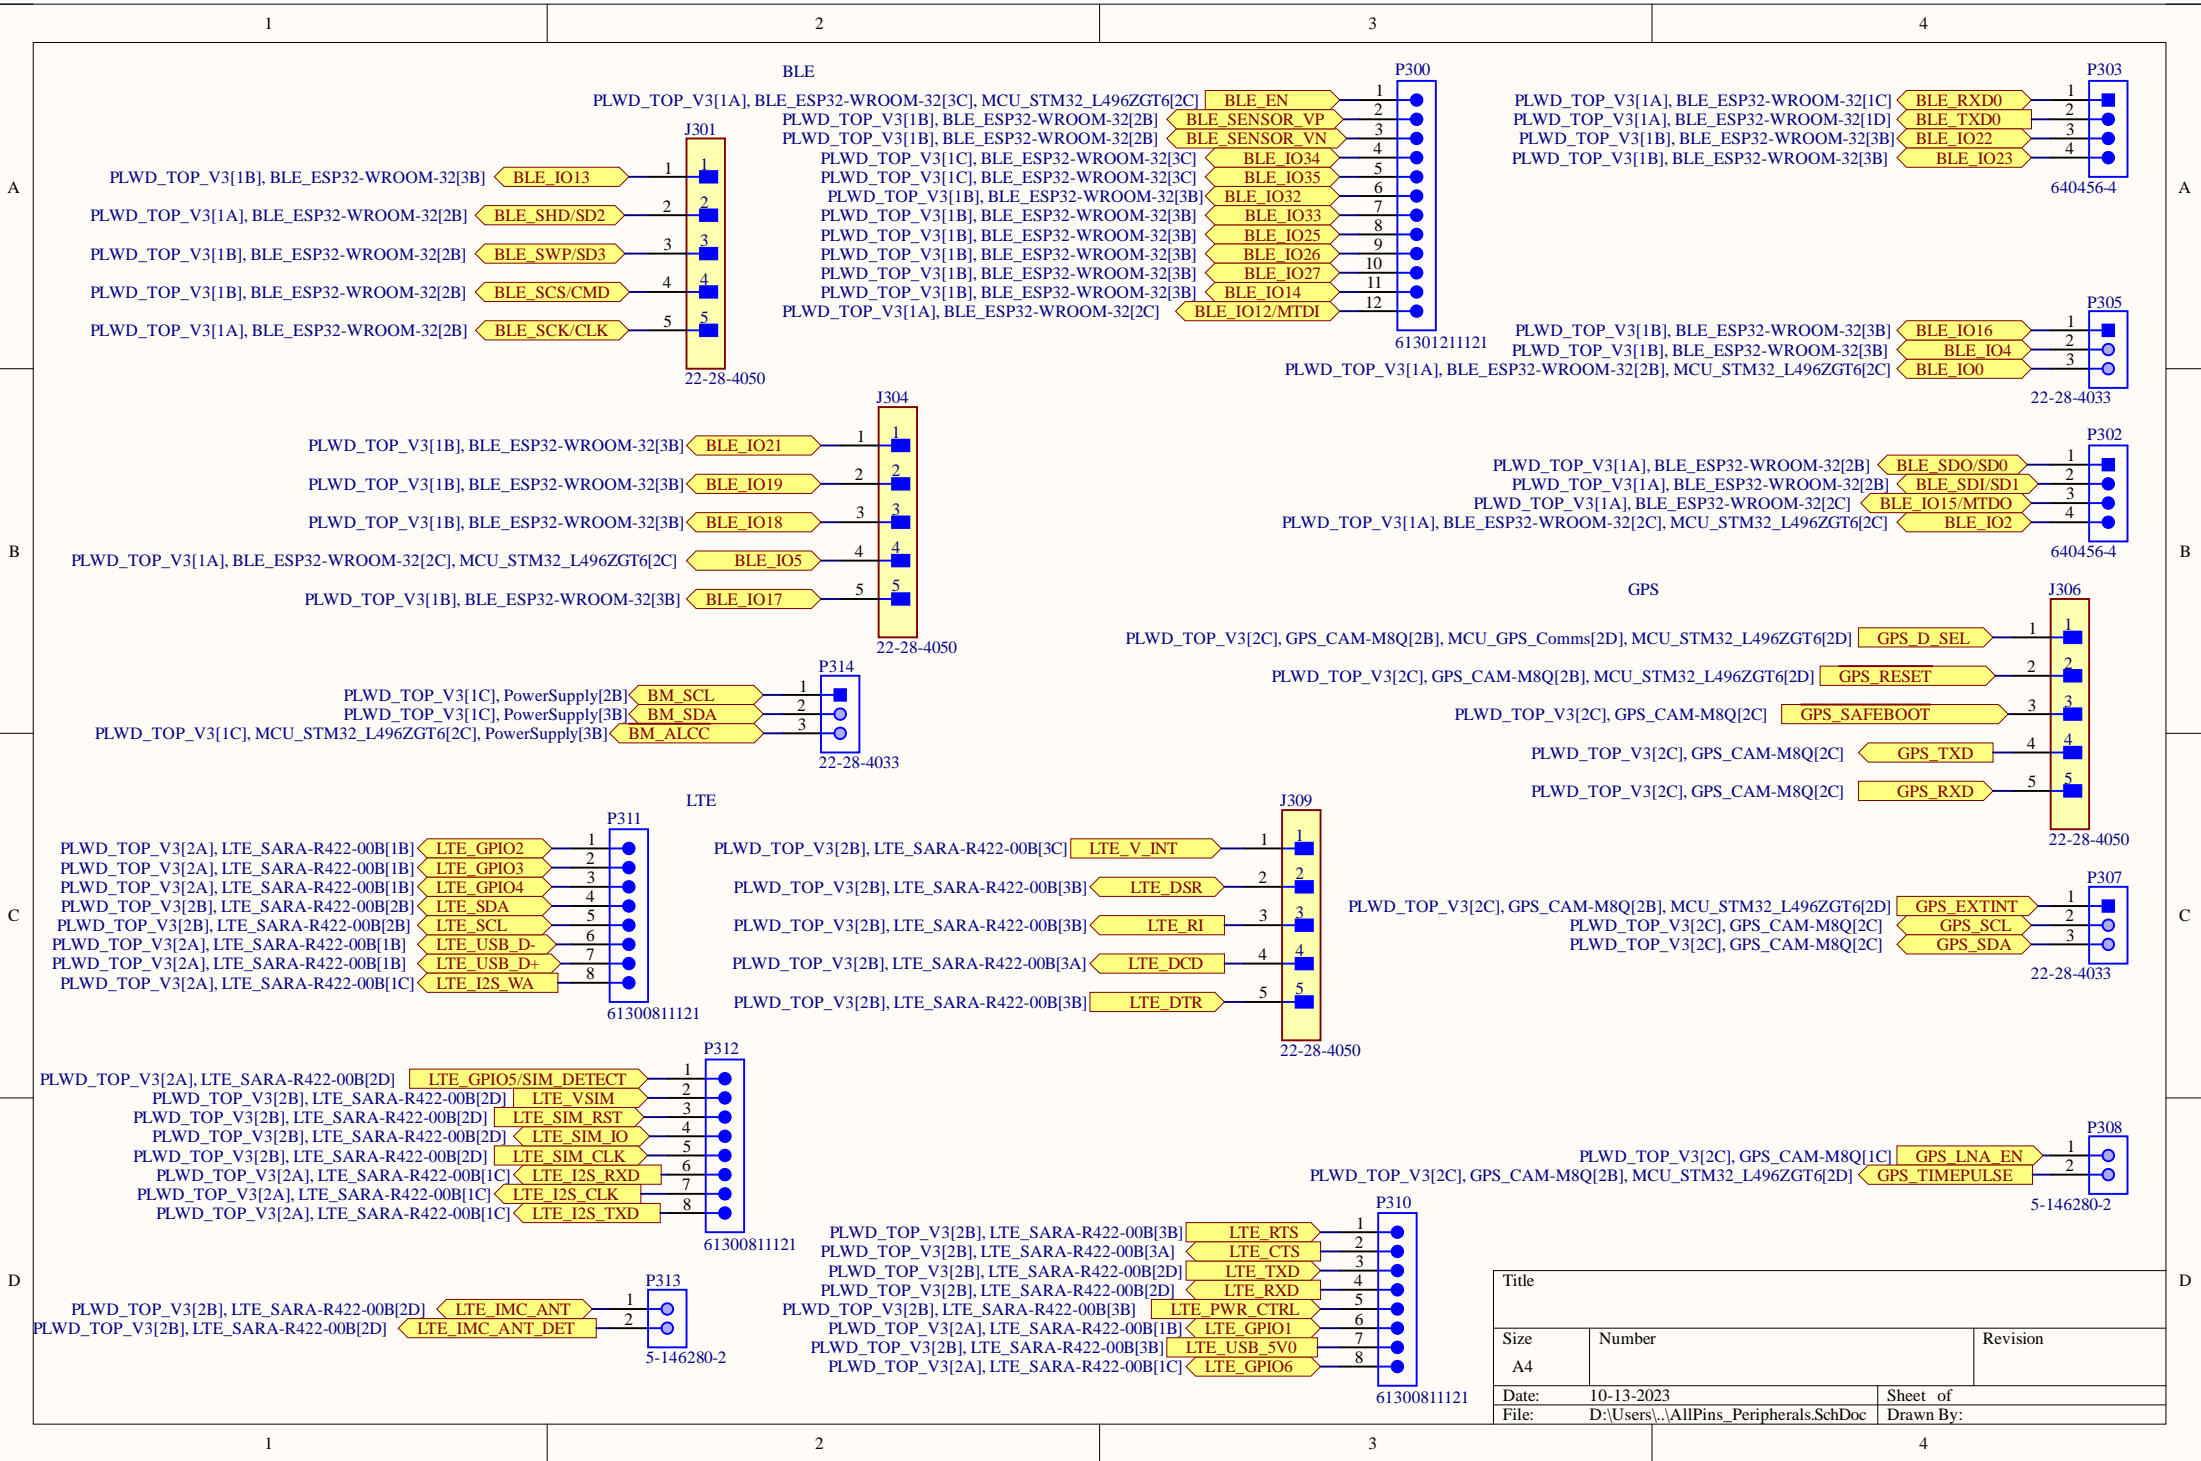 1 2 3 4
A A
B B
C C
D D
BLE
P300
PLWD_TOP_V3[1A], BLE_ESP32-WROOM-32[3C], MCU_STM32_L496ZGT6[2C] BLE_EN 1
PLWD_TOP_V3[1B], BLE_ESP32-WROOM-32[2B] BLE_SENSOR_VP 2
PLWD_TOP_V3[1B], BLE_ESP32-WROOM-32[2B] BLE_SENSOR_VN 3
PLWD_TOP_V3[1C], BLE_ESP32-WROOM-32[3C] BLE_IO34 4
PLWD_TOP_V3[1C], BLE_ESP32-WROOM-32[3C] BLE_IO35 5
PLWD_TOP_V3[1B], BLE_ESP32-WROOM-32[3B] BLE_IO32 6
PLWD_TOP_V3[1B], BLE_ESP32-WROOM-32[3B] BLE_IO33 7
PLWD_TOP_V3[1B], BLE_ESP32-WROOM-32[3B] BLE_IO25 8
PLWD_TOP_V3[1B], BLE_ESP32-WROOM-32[3B] BLE_IO26 9
PLWD_TOP_V3[1B], BLE_ESP32-WROOM-32[3B] BLE_IO27 10
PLWD_TOP_V3[1B], BLE_ESP32-WROOM-32[3B] BLE_IO14 11
PLWD_TOP_V3[1A], BLE_ESP32-WROOM-32[2C] BLE_IO12/MTDI 12
61301211121
P303
PLWD_TOP_V3[1A], BLE_ESP32-WROOM-32[1C] BLE_RXD0 1
PLWD_TOP_V3[1A], BLE_ESP32-WROOM-32[1D] BLE_TXD0 2
PLWD_TOP_V3[1B], BLE_ESP32-WROOM-32[3B] BLE_IO22 3
PLWD_TOP_V3[1B], BLE_ESP32-WROOM-32[3B] BLE_IO23 4
640456-4
J301
PLWD_TOP_V3[1B], BLE_ESP32-WROOM-32[3B] BLE_IO13 1 1
PLWD_TOP_V3[1A], BLE_ESP32-WROOM-32[2B] BLE_SHD/SD2 2 2
PLWD_TOP_V3[1B], BLE_ESP32-WROOM-32[2B] BLE_SWP/SD3 3 3
PLWD_TOP_V3[1B], BLE_ESP32-WROOM-32[2B] BLE_SCS/CMD 4 4
PLWD_TOP_V3[1A], BLE_ESP32-WROOM-32[2B] BLE_SCK/CLK 5 5
22-28-4050
P305
PLWD_TOP_V3[1B], BLE_ESP32-WROOM-32[3B] BLE_IO16 1
PLWD_TOP_V3[1B], BLE_ESP32-WROOM-32[3B] BLE_IO4 2
PLWD_TOP_V3[1A], BLE_ESP32-WROOM-32[2B], MCU_STM32_L496ZGT6[2C] BLE_IO0 3
22-28-4033
J304
PLWD_TOP_V3[1B], BLE_ESP32-WROOM-32[3B] BLE_IO21 1 1
PLWD_TOP_V3[1B], BLE_ESP32-WROOM-32[3B] BLE_IO19 2 2
PLWD_TOP_V3[1B], BLE_ESP32-WROOM-32[3B] BLE_IO18 3 3
PLWD_TOP_V3[1A], BLE_ESP32-WROOM-32[2C], MCU_STM32_L496ZGT6[2C] BLE_IO5 4 4
PLWD_TOP_V3[1B], BLE_ESP32-WROOM-32[3B] BLE_IO17 5 5
22-28-4050
P302
PLWD_TOP_V3[1A], BLE_ESP32-WROOM-32[2B] BLE_SDO/SD0 1
PLWD_TOP_V3[1A], BLE_ESP32-WROOM-32[2B] BLE_SDI/SD1 2
PLWD_TOP_V3[1A], BLE_ESP32-WROOM-32[2C] BLE_IO15/MTDO 3
PLWD_TOP_V3[1A], BLE_ESP32-WROOM-32[2C], MCU_STM32_L496ZGT6[2C] BLE_IO2 4
640456-4
P314
PLWD_TOP_V3[1C], PowerSupply[2B] BM_SCL 1
PLWD_TOP_V3[1C], PowerSupply[3B] BM_SDA 2
PLWD_TOP_V3[1C], MCU_STM32_L496ZGT6[2C], PowerSupply[3B] BM_ALCC 3
22-28-4033
GPS
J306
PLWD_TOP_V3[2C], GPS_CAM-M8Q[2B], MCU_GPS_Comms[2D], MCU_STM32_L496ZGT6[2D] GPS_D_SEL 1 1
PLWD_TOP_V3[2C], GPS_CAM-M8Q[2B], MCU_STM32_L496ZGT6[2D] GPS_RESET 2 2
PLWD_TOP_V3[2C], GPS_CAM-M8Q[2C] GPS_SAFEBOOT 3 3
PLWD_TOP_V3[2C], GPS_CAM-M8Q[2C] GPS_TXD 4 4
PLWD_TOP_V3[2C], GPS_CAM-M8Q[2C] GPS_RXD 5 5
22-28-4050
LTE
P311
PLWD_TOP_V3[2A], LTE_SARA-R422-00B[1B] LTE_GPIO2 1
PLWD_TOP_V3[2A], LTE_SARA-R422-00B[1B] LTE_GPIO3 2
PLWD_TOP_V3[2A], LTE_SARA-R422-00B[1B] LTE_GPIO4 3
PLWD_TOP_V3[2B], LTE_SARA-R422-00B[2B] LTE_SDA 4
PLWD_TOP_V3[2B], LTE_SARA-R422-00B[2B] LTE_SCL 5
PLWD_TOP_V3[2A], LTE_SARA-R422-00B[1B] LTE_USB_D- 6
PLWD_TOP_V3[2A], LTE_SARA-R422-00B[1B] LTE_USB_D+ 7
PLWD_TOP_V3[2A], LTE_SARA-R422-00B[1C] LTE_I2S_WA 8
61300811121
J309
PLWD_TOP_V3[2B], LTE_SARA-R422-00B[3C] LTE_V_INT 1 1
PLWD_TOP_V3[2B], LTE_SARA-R422-00B[3B] LTE_DSR 2 2
PLWD_TOP_V3[2B], LTE_SARA-R422-00B[3B] LTE_RI 3 3
PLWD_TOP_V3[2B], LTE_SARA-R422-00B[3A] LTE_DCD 4 4
PLWD_TOP_V3[2B], LTE_SARA-R422-00B[3B] LTE_DTR 5 5
22-28-4050
P307
PLWD_TOP_V3[2C], GPS_CAM-M8Q[2B], MCU_STM32_L496ZGT6[2D] GPS_EXTINT 1
PLWD_TOP_V3[2C], GPS_CAM-M8Q[2C] GPS_SCL 2
PLWD_TOP_V3[2C], GPS_CAM-M8Q[2C] GPS_SDA 3
22-28-4033
P312
PLWD_TOP_V3[2A], LTE_SARA-R422-00B[2D] LTE_GPIO5/SIM_DETECT 1
PLWD_TOP_V3[2B], LTE_SARA-R422-00B[2D] LTE_VSIM 2
PLWD_TOP_V3[2B], LTE_SARA-R422-00B[2D] LTE_SIM_RST 3
PLWD_TOP_V3[2B], LTE_SARA-R422-00B[2D] LTE_SIM_IO 4
PLWD_TOP_V3[2B], LTE_SARA-R422-00B[2D] LTE_SIM_CLK 5
PLWD_TOP_V3[2A], LTE_SARA-R422-00B[1C] LTE_I2S_RXD 6
PLWD_TOP_V3[2A], LTE_SARA-R422-00B[1C] LTE_I2S_CLK 7
PLWD_TOP_V3[2A], LTE_SARA-R422-00B[1C] LTE_I2S_TXD 8
61300811121
P308
PLWD_TOP_V3[2C], GPS_CAM-M8Q[1C] GPS_LNA_EN 1
PLWD_TOP_V3[2C], GPS_CAM-M8Q[2B], MCU_STM32_L496ZGT6[2D] GPS_TIMEPULSE 2
5-146280-2
P310
PLWD_TOP_V3[2B], LTE_SARA-R422-00B[3B] LTE_RTS 1
PLWD_TOP_V3[2B], LTE_SARA-R422-00B[3A] LTE_CTS 2
PLWD_TOP_V3[2B], LTE_SARA-R422-00B[2D] LTE_TXD 3
PLWD_TOP_V3[2B], LTE_SARA-R422-00B[2D] LTE_RXD 4
PLWD_TOP_V3[2B], LTE_SARA-R422-00B[3B] LTE_PWR_CTRL 5
PLWD_TOP_V3[2A], LTE_SARA-R422-00B[1B] LTE_GPIO1 6
PLWD_TOP_V3[2B], LTE_SARA-R422-00B[3B] LTE_USB_5V0 7
PLWD_TOP_V3[2A], LTE_SARA-R422-00B[1C] LTE_GPIO6 8
61300811121
P313
PLWD_TOP_V3[2B], LTE_SARA-R422-00B[2D] LTE_IMC_ANT 1
PLWD_TOP_V3[2B], LTE_SARA-R422-00B[2D] LTE_IMC_ANT_DET 2
5-146280-2
Title
Size Number Revision
A4
Date: 10-13-2023 Sheet of
File: D:\Users\..\AllPins_Peripherals.SchDoc Drawn By:
1 2 3 4